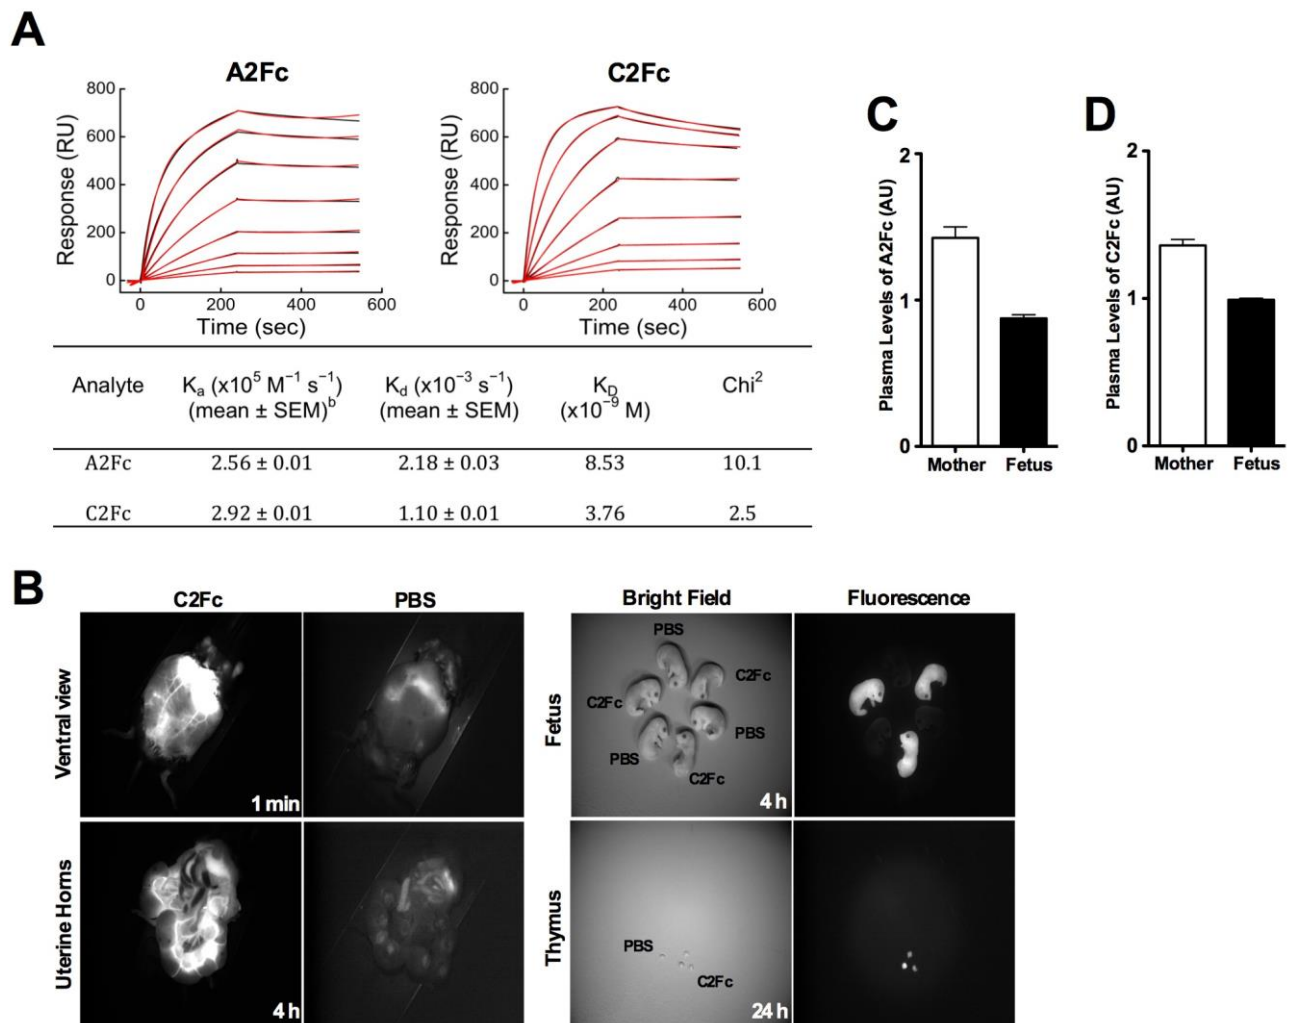 A
A2Fc
C2Fc
800
600
400
200
0
Response (RU)
0
200
400
600
Time (sec)
800
600
400
200
0
Response (RU)
0
200
400
600
Time (sec)
Analyte Kₐ (x10⁵ M⁻¹ s⁻¹) K_d (x10⁻³ s⁻¹) K_D Chi²
(mean ± SEM)ᵇ (mean ± SEM) (x10⁻⁹ M)
A2Fc 2.56 ± 0.01 2.18 ± 0.03 8.53 10.1
C2Fc 2.92 ± 0.01 1.10 ± 0.01 3.76 2.5
C
Plasma Levels of A2Fc (AU)
2
1
0
Mother Fetus
D
Plasma Levels of C2Fc (AU)
2
1
0
Mother Fetus
B
C2Fc PBS
Ventral view
1 min
Uterine Horns
4 h
Bright Field Fluorescence
Fetus
PBS
C2Fc
C2Fc
PBS
PBS
C2Fc
4 h
Thymus
PBS
C2Fc
24 h